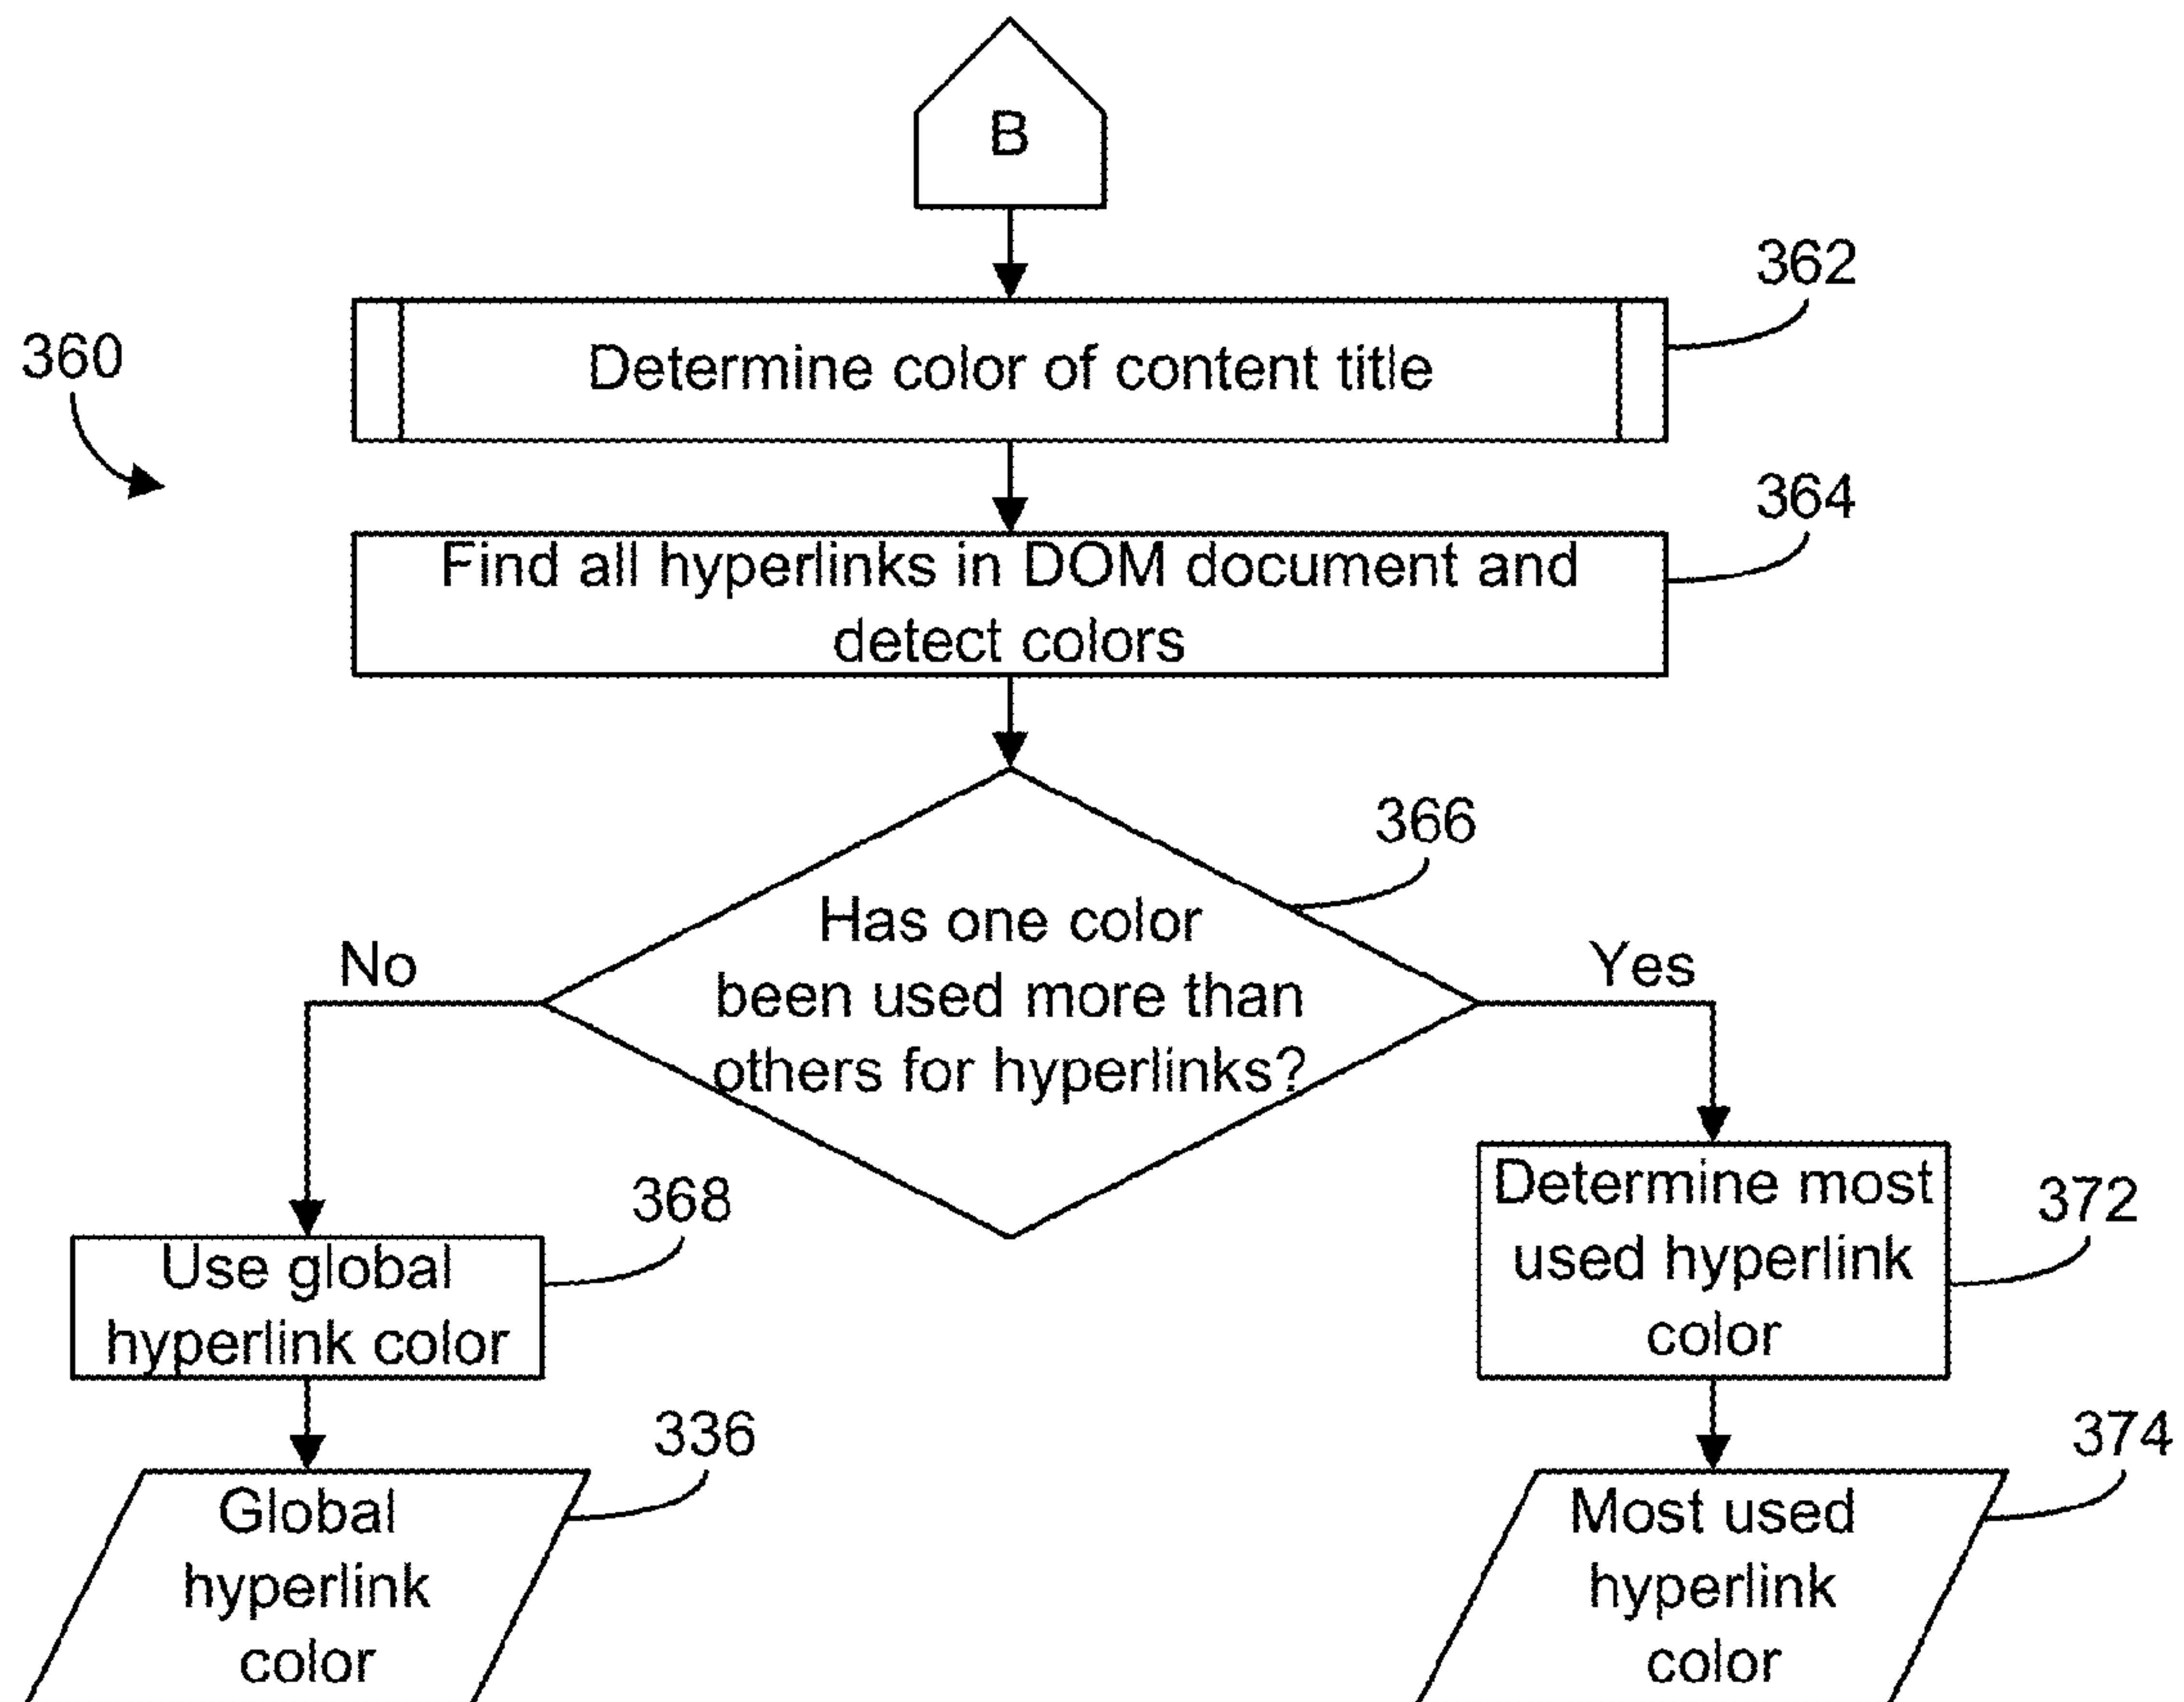 B
362
Determine color of content title
360
364
Find all hyperlinks in DOM document and
detect colors
366
Has one color
been used more than
others for hyperlinks?
No
Yes
368
Use global
hyperlink color
372
Determine most
used hyperlink
color
336
Global
hyperlink
color
374
Most used
hyperlink
color